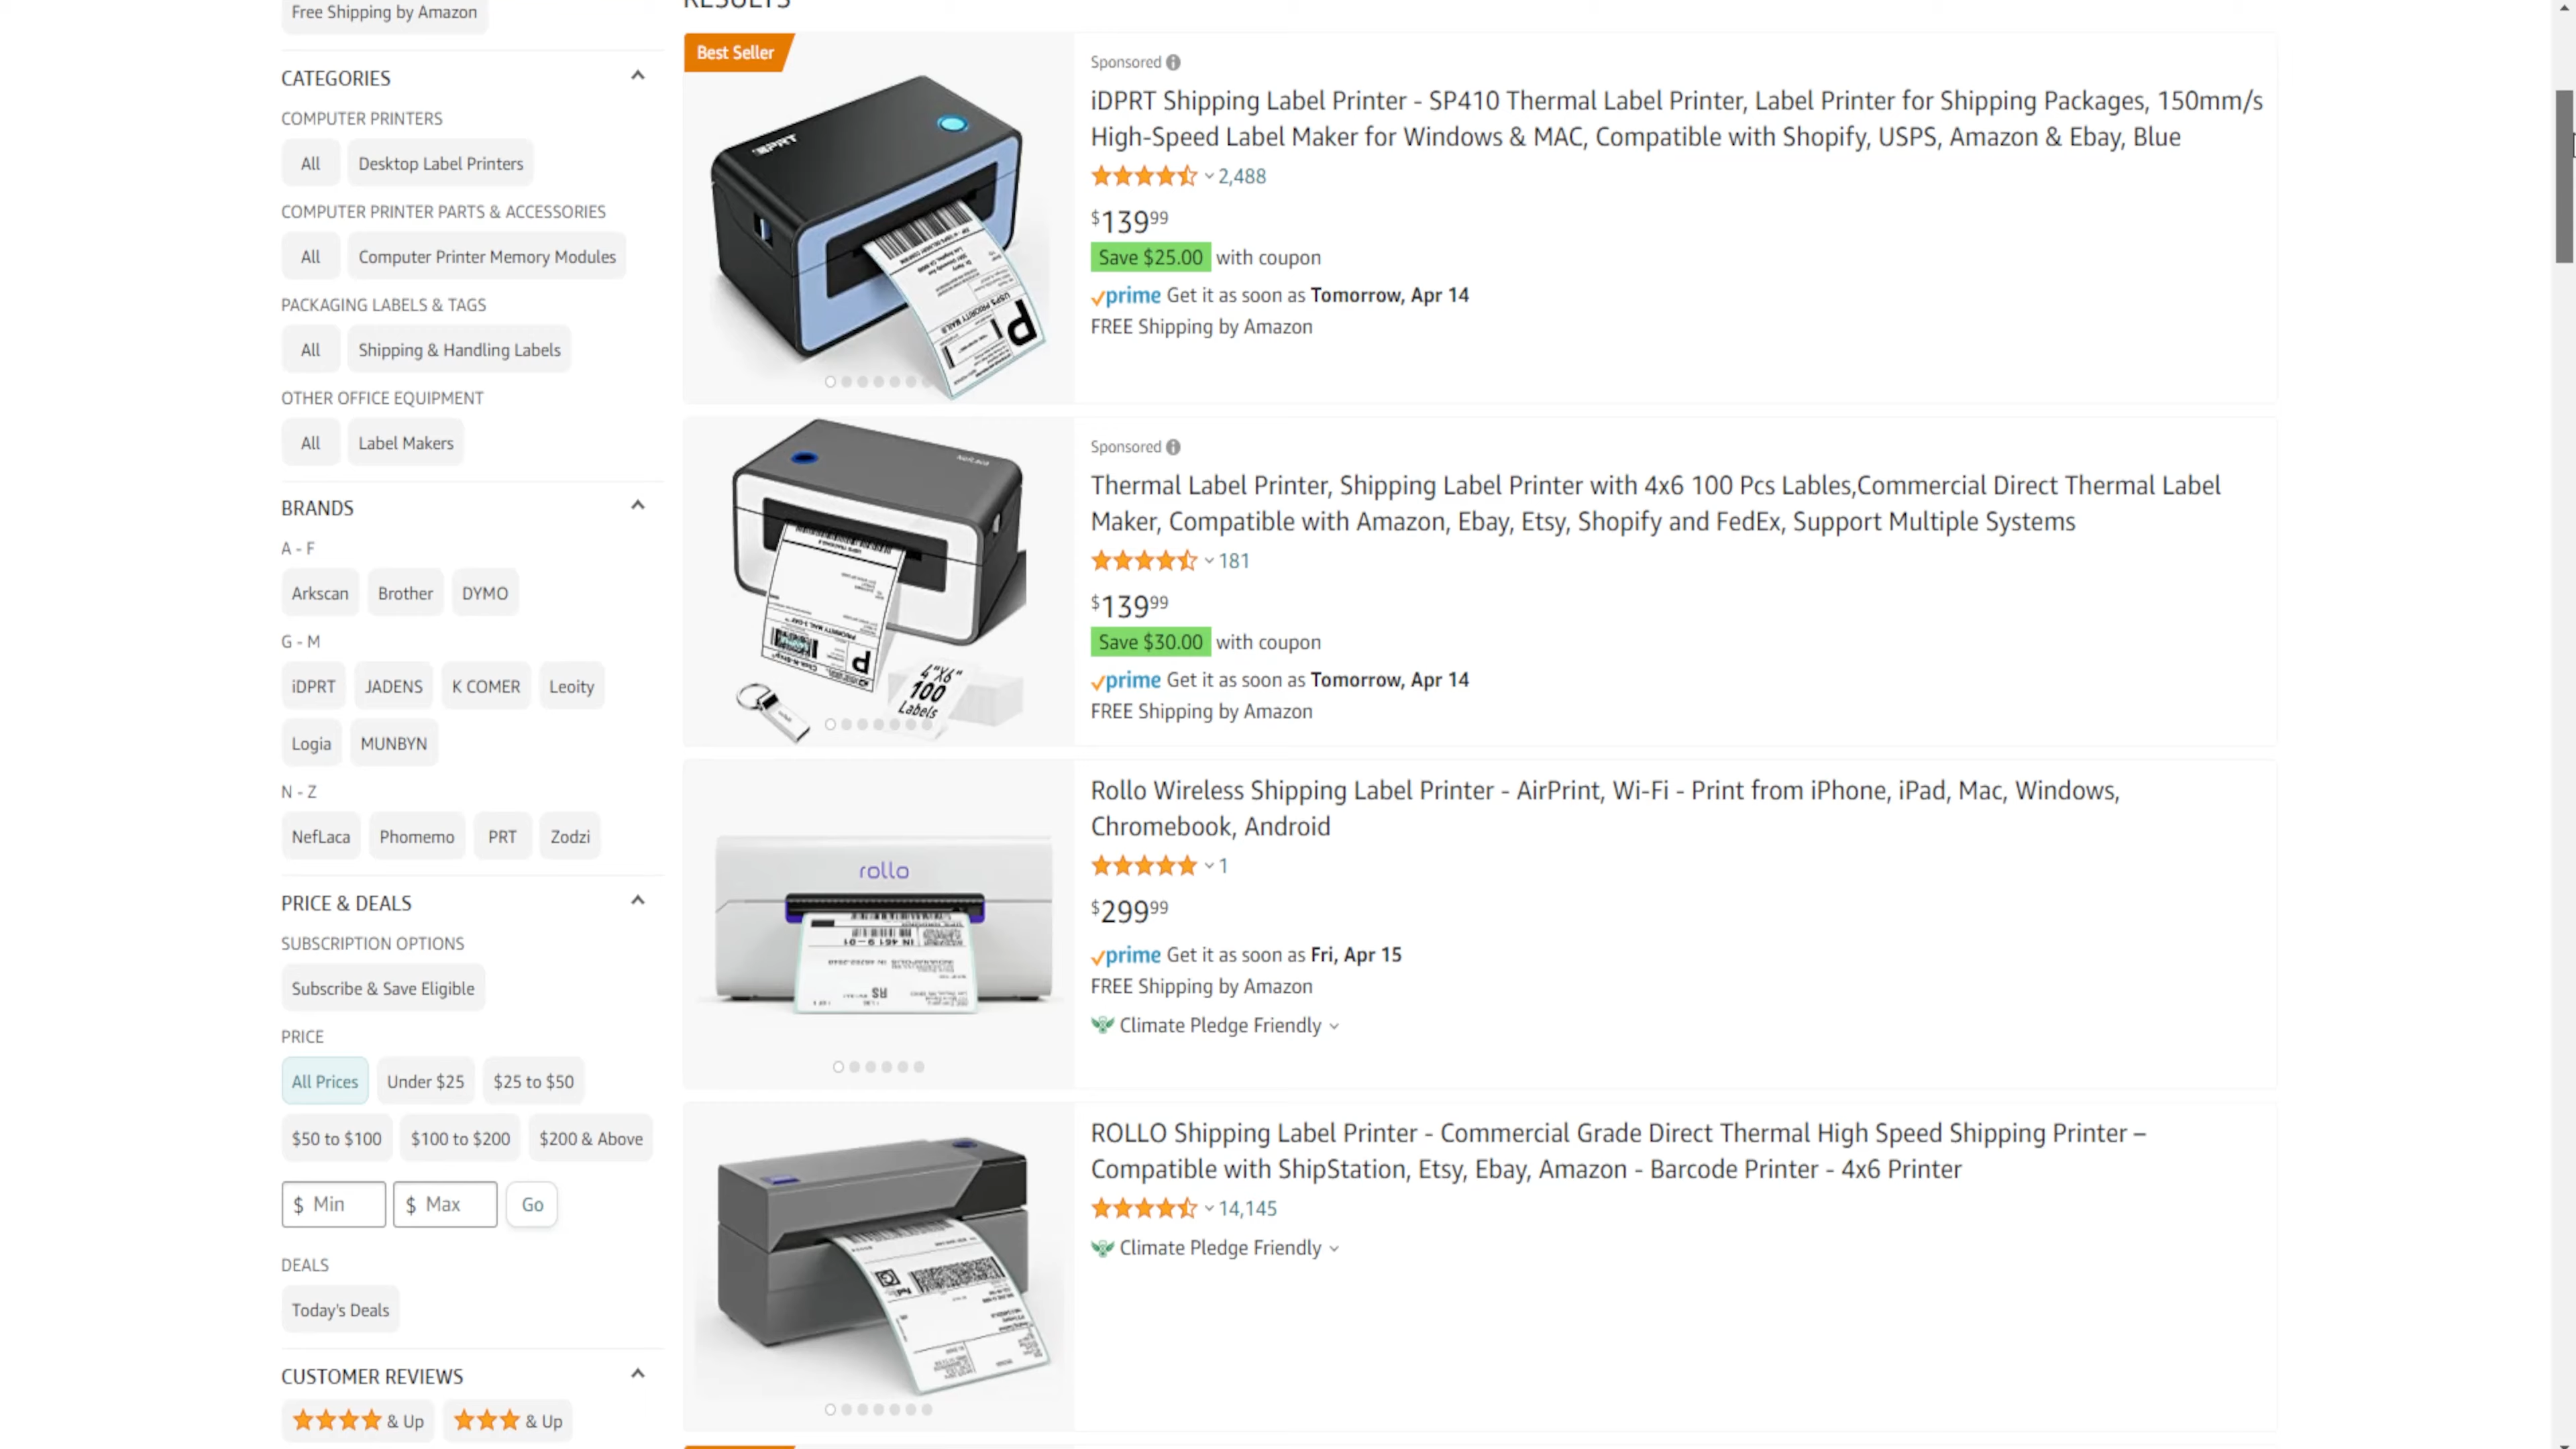 Free Shipping by Amazon
CATEGORIES
COMPUTER PRINTERS
All
Desktop Label Printers
COMPUTER PRINTER PARTS & ACCESSORIES
All
Computer Printer Memory Modules
PACKAGING LABELS & TAGS
All
Shipping & Handling Labels
OTHER OFFICE EQUIPMENT
All
Label Makers
BRANDS
A - F
Arkscan
Brother
DYMO
G - M
iDPRT
JADENS
K COMER
Leoity
Logia
MUNBYN
N - Z
NefLaca
Phomemo
PRT
Zodzi
PRICE & DEALS
SUBSCRIPTION OPTIONS
Subscribe & Save Eligible
PRICE
All Prices
Under $25
$25 to $50
$50 to $100
$100 to $200
$200 & Above
$ Min
$ Max
Go
DEALS
Today's Deals
CUSTOMER REVIEWS
& Up
& Up
RESULTS
Best Seller
Sponsored
iDPRT Shipping Label Printer - SP410 Thermal Label Printer, Label Printer for Shipping Packages, 150mm/s
High-Speed Label Maker for Windows & MAC, Compatible with Shopify, USPS, Amazon & Ebay, Blue
2,488
$139.99
Save $25.00 with coupon
prime Get it as soon as Tomorrow, Apr 14
FREE Shipping by Amazon
4"X6"
100
Labels
Sponsored
Thermal Label Printer, Shipping Label Printer with 4x6 100 Pcs Lables,Commercial Direct Thermal Label
Maker, Compatible with Amazon, Ebay, Etsy, Shopify and FedEx, Support Multiple Systems
181
$139.99
Save $30.00 with coupon
prime Get it as soon as Tomorrow, Apr 14
FREE Shipping by Amazon
rollo
Rollo Wireless Shipping Label Printer - AirPrint, Wi-Fi - Print from iPhone, iPad, Mac, Windows,
Chromebook, Android
1
$299.99
prime Get it as soon as Fri, Apr 15
FREE Shipping by Amazon
Climate Pledge Friendly
ROLLO Shipping Label Printer - Commercial Grade Direct Thermal High Speed Shipping Printer –
Compatible with ShipStation, Etsy, Ebay, Amazon - Barcode Printer - 4x6 Printer
14,145
Climate Pledge Friendly